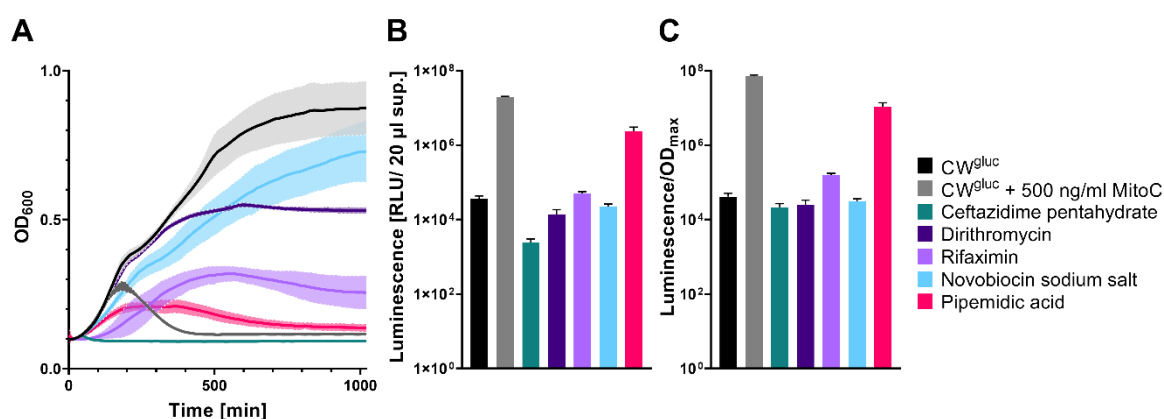 A
OD600
1.0
0.5
0.0
0
500
1000
Time [min]
B
Luminescence [RLU/ 20 µl sup.]
1×10⁸
1×10⁶
1×10⁴
1×10²
1×10⁰
C
Luminescence/ODmax
10⁸
10⁶
10⁴
10²
10⁰
CWgluc
CWgluc + 500 ng/ml MitoC
Ceftazidime pentahydrate
Dirithromycin
Rifaximin
Novobiocin sodium salt
Pipemidic acid